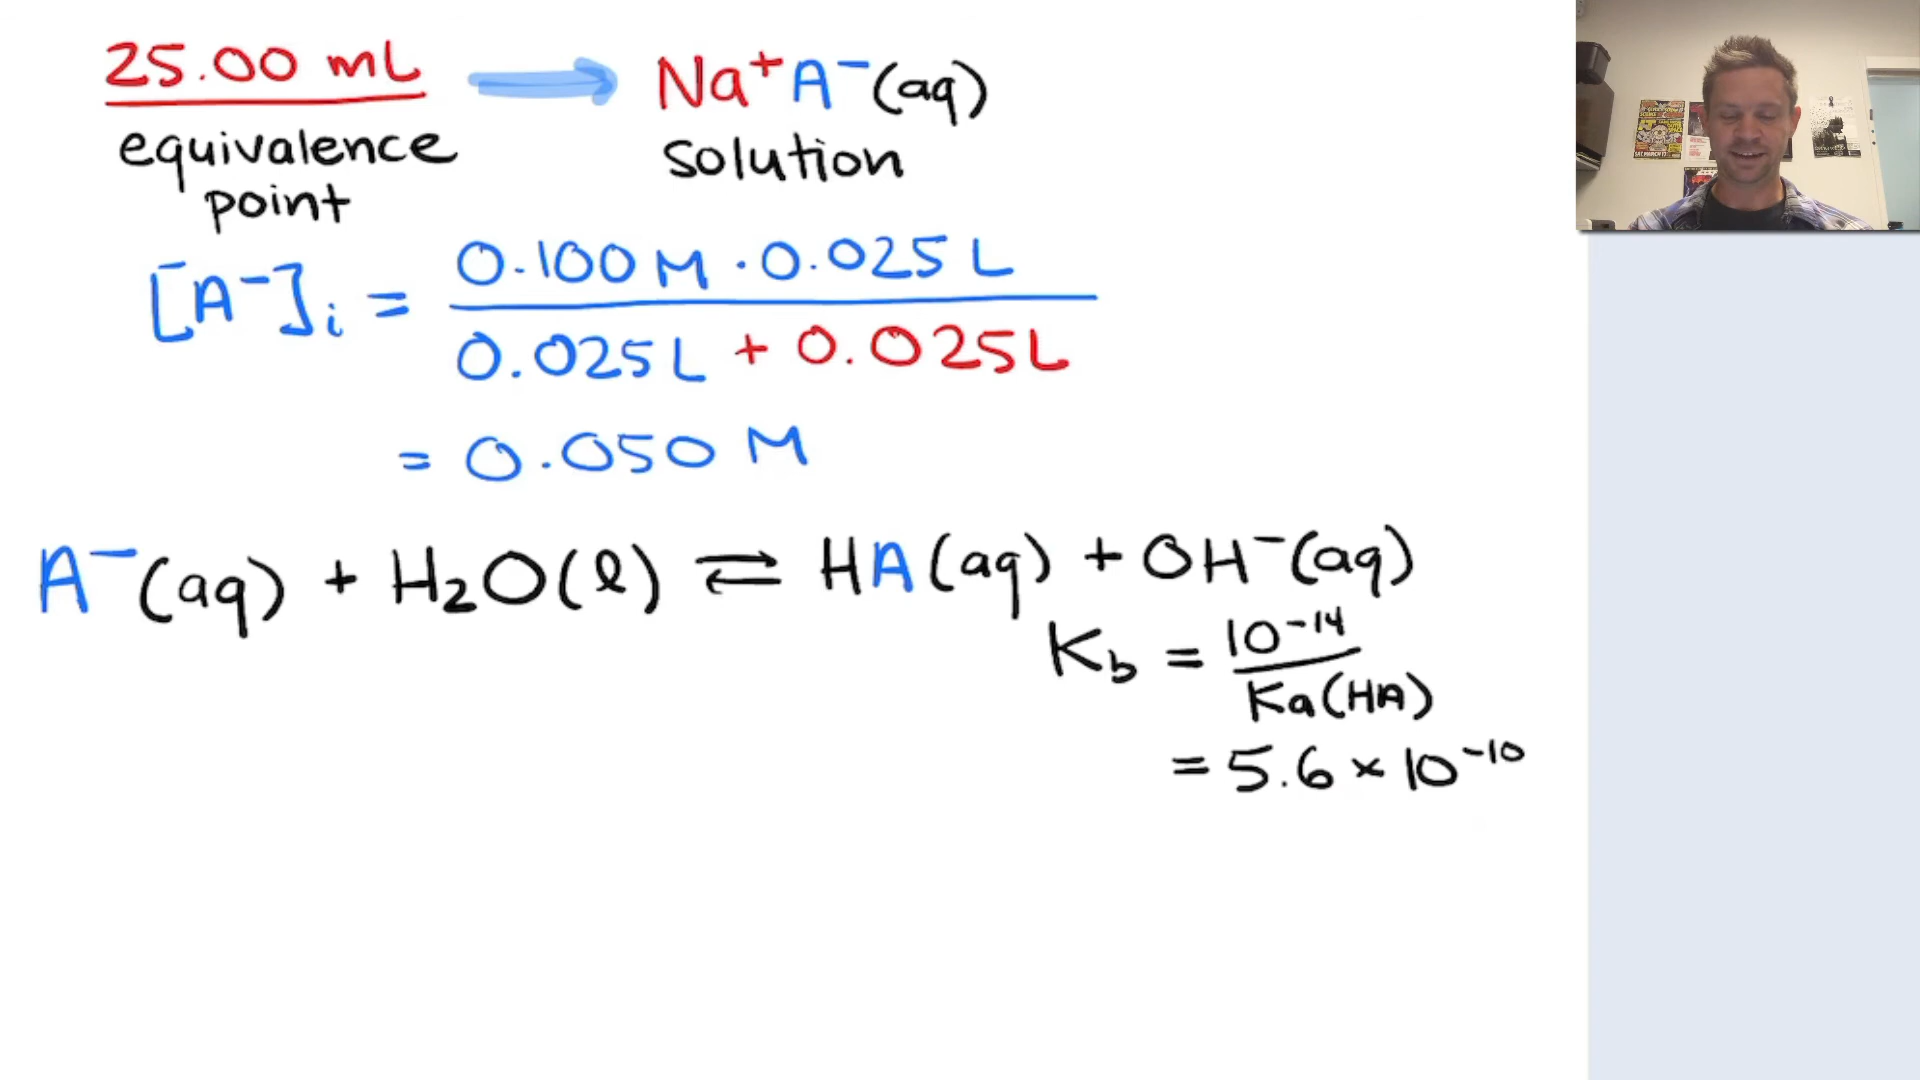 25.00 mL → Na⁺A⁻(aq)
equivalence point
solution
[A⁻]ᵢ = 0.100 M · 0.025 L
0.025 L + 0.025 L
= 0.050 M
A⁻(aq) + H₂O(l) ⇌ HA(aq) + OH⁻(aq)
K_b = 10⁻¹⁴
Ka(HA)
= 5.6 × 10⁻¹⁰